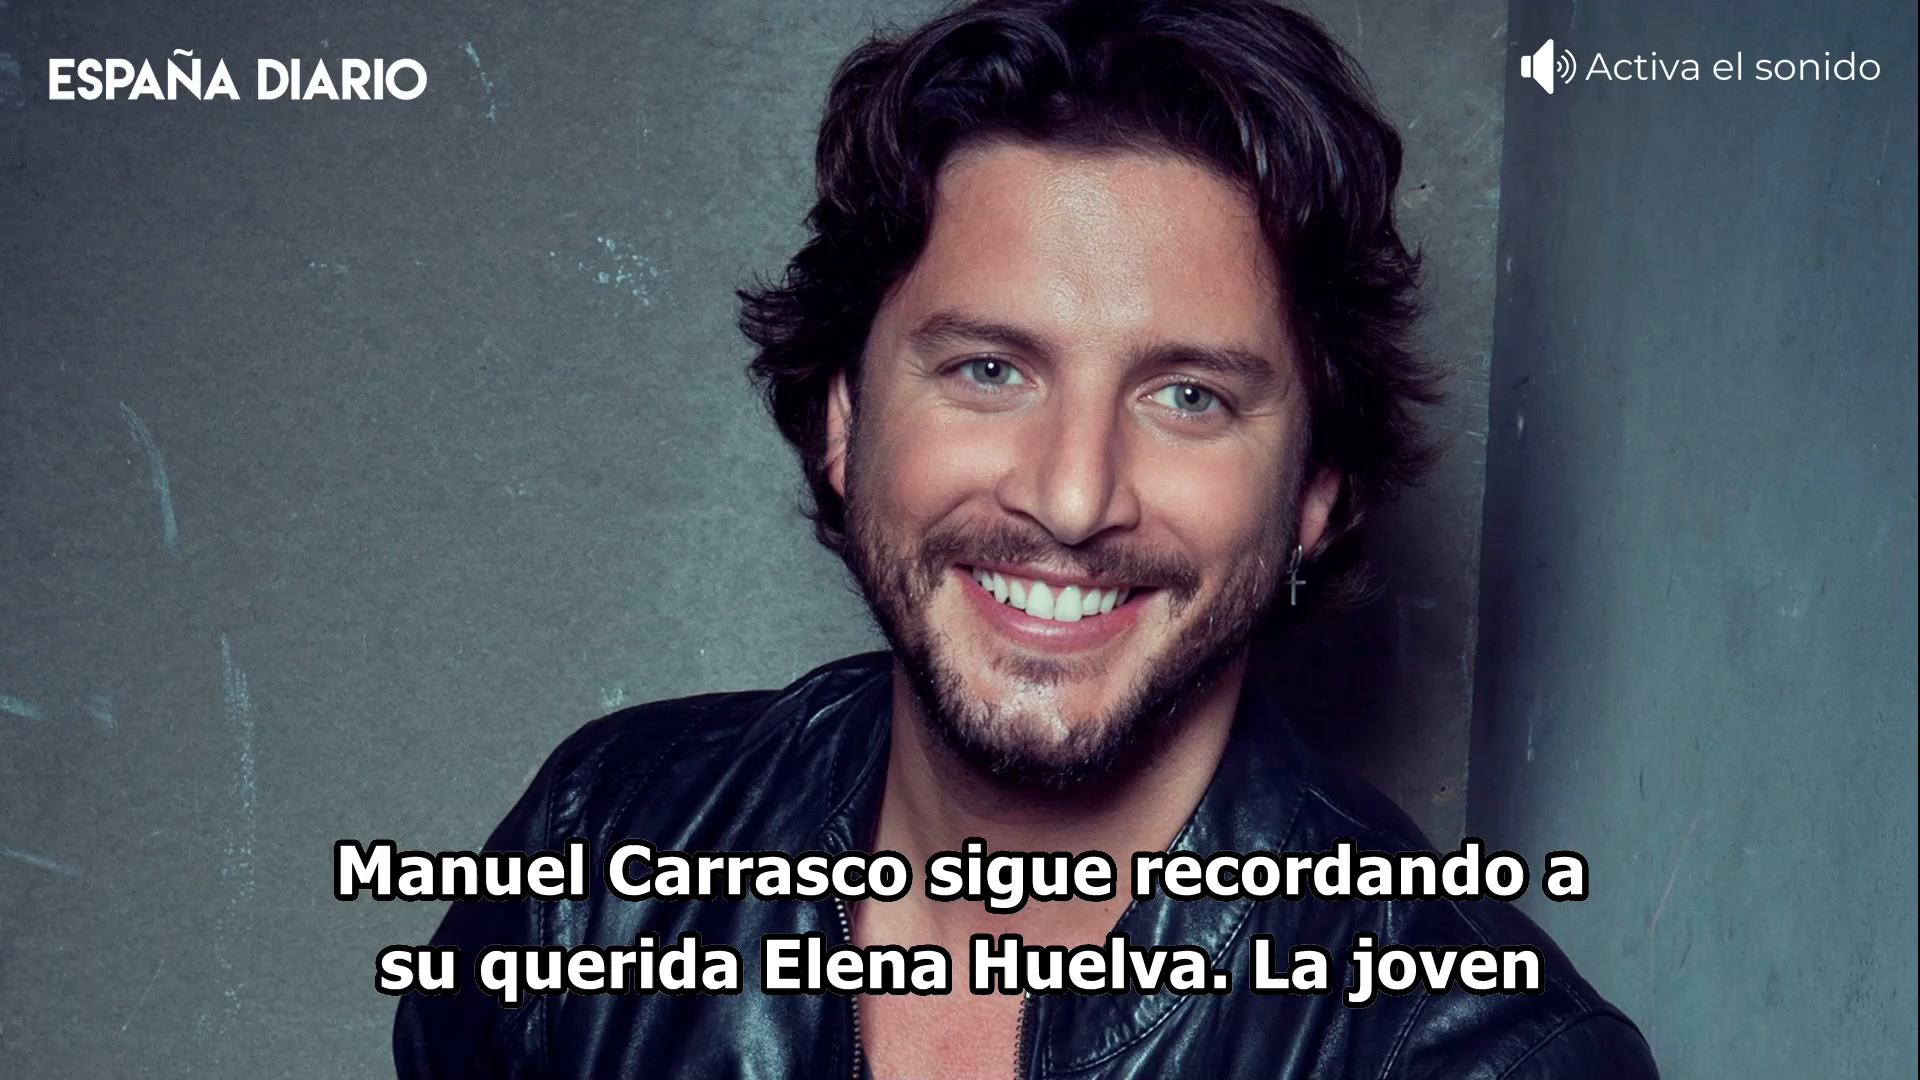 ESPAÑA DIARIO
Activa el sonido
Manuel Carrasco sigue recordando a
su querida Elena Huelva. La joven